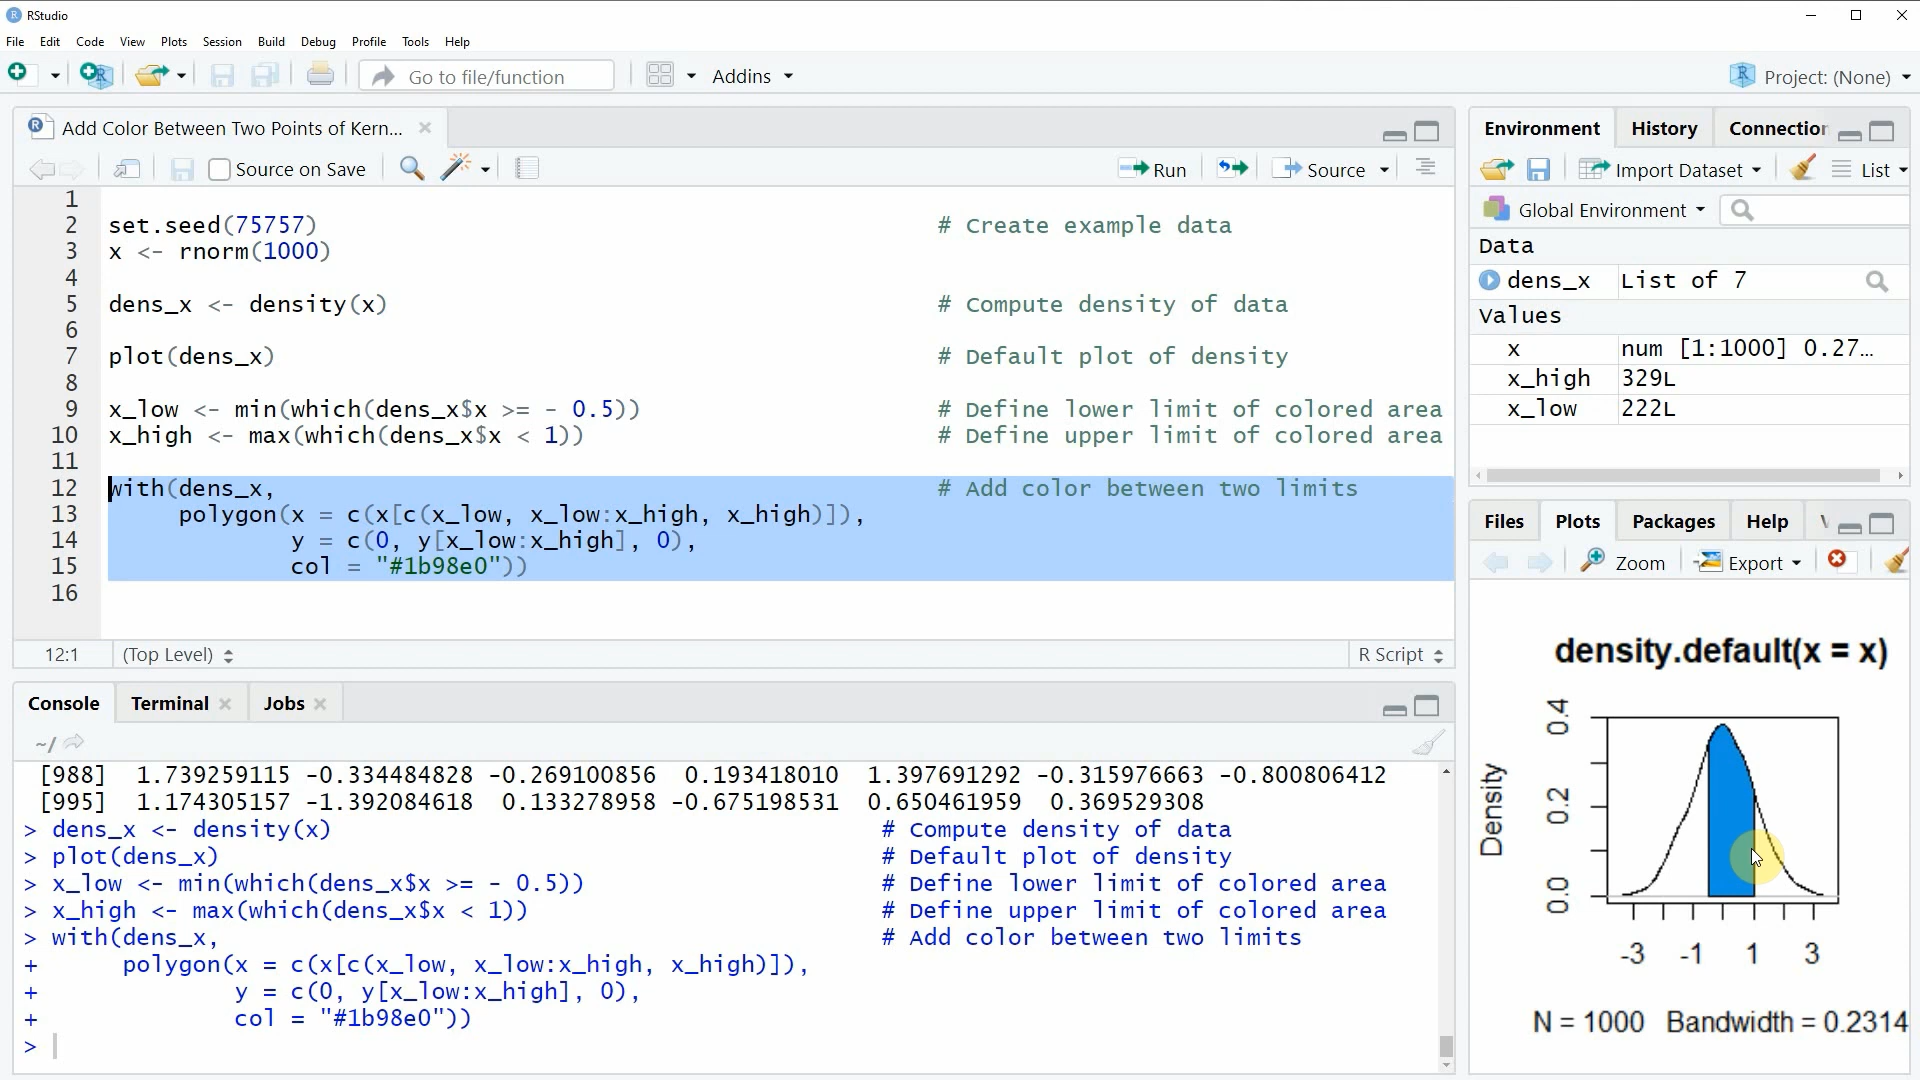 RStudio
File Edit Code View Plots Session Build Debug Profile Tools Help
Go to file/function Addins Project: (None)
Add Color Between Two Points of Kern...
Source on Save Run Source
1
2 set.seed(75757) # Create example data
3 x <- rnorm(1000)
4
5 dens_x <- density(x) # Compute density of data
6
7 plot(dens_x) # Default plot of density
8
9 x_low <- min(which(dens_x$x >= - 0.5)) # Define lower limit of colored area
10 x_high <- max(which(dens_x$x < 1)) # Define upper limit of colored area
11
12 with(dens_x, # Add color between two limits
13 polygon(x = c(x[c(x_low, x_low:x_high, x_high)]),
14 y = c(0, y[x_low:x_high], 0),
15 col = "#1b98e0"))
16
12:1 (Top Level) R Script
Console Terminal Jobs
~/
[988] 1.739259115 -0.334484828 -0.269100856 0.193418010 1.397691292 -0.315976663 -0.800806412
[995] 1.174305157 -1.392084618 0.133278958 -0.675198531 0.650461959 0.369529308
> dens_x <- density(x) # Compute density of data
> plot(dens_x) # Default plot of density
> x_low <- min(which(dens_x$x >= - 0.5)) # Define lower limit of colored area
> x_high <- max(which(dens_x$x < 1)) # Define upper limit of colored area
> with(dens_x, # Add color between two limits
+ polygon(x = c(x[c(x_low, x_low:x_high, x_high)]),
+ y = c(0, y[x_low:x_high], 0),
+ col = "#1b98e0"))
>
Environment History Connection
Import Dataset List
Global Environment
Data
dens_x List of 7
Values
x num [1:1000] 0.27…
x_high 329L
x_low 222L
Files Plots Packages Help
Zoom Export
density.default(x = x)
Density
0.4
0.2
0.0
-3 -1 1 3
N = 1000 Bandwidth = 0.2314